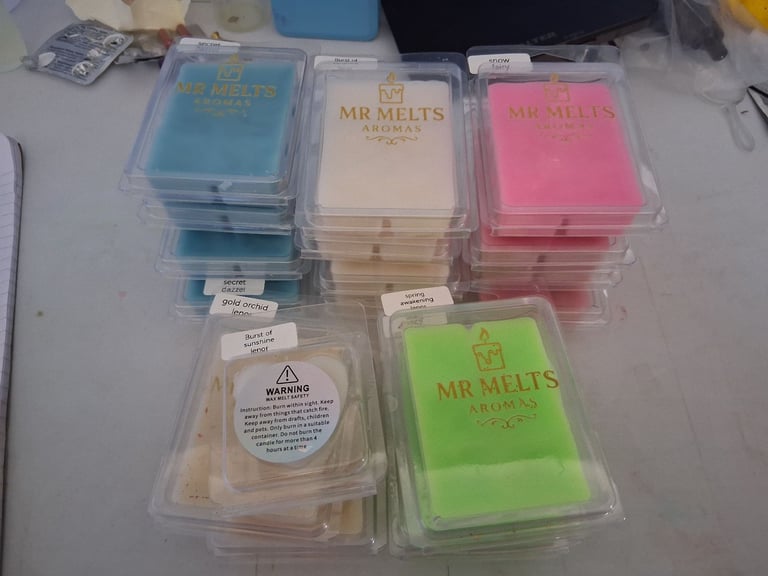 Burst of
snow
fairy
MR MELTS
AROMAS
MR MELTS
AROMAS
MR MELTS
AROMAS
secret
dazzel
gold orchid
lenor
Burst of
sunshine
lenot
spring
awakening
WARNING
WAX MELT SAFETY
Instruction: Burn within sight. Keep
away from things that catch fire.
Keep away from drafts, children
and pets. Only burn in a suitable
container. Do not burn the
candle for more than 4
hours at a time
MR MELTS
AROMAS